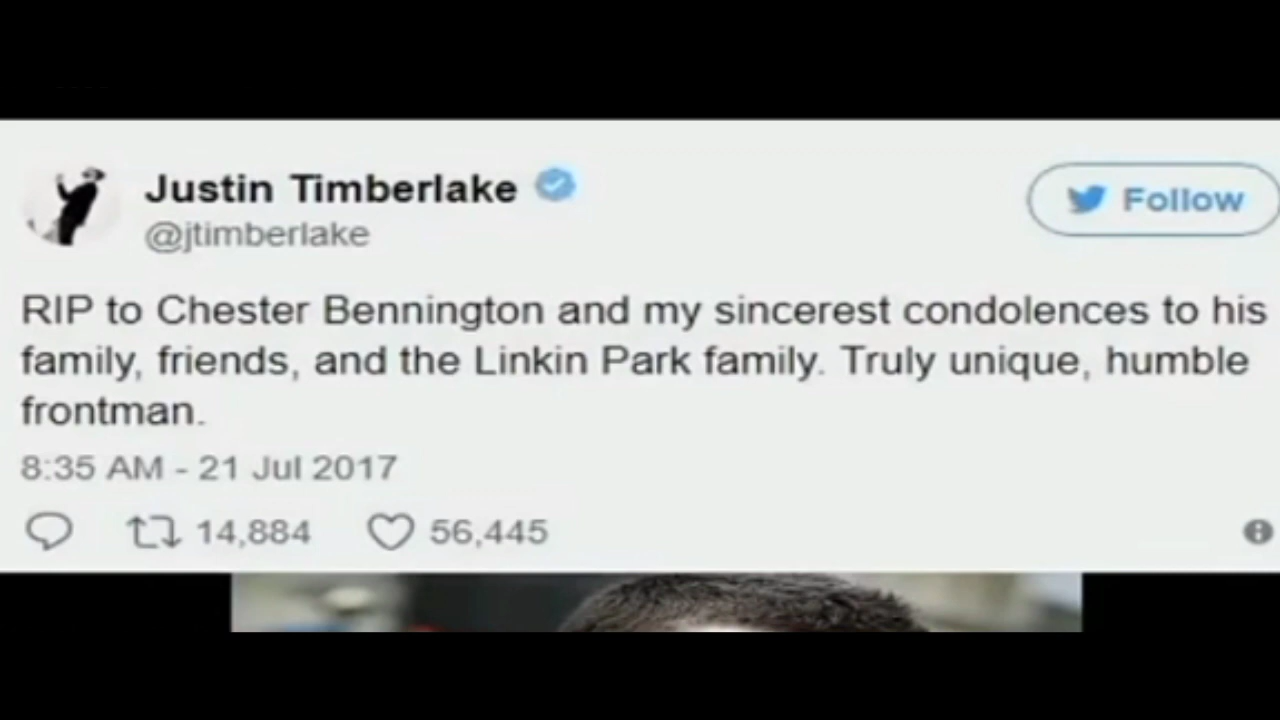 Justin Timberlake
@jtimberlake
Follow
RIP to Chester Bennington and my sincerest condolences to his
family, friends, and the Linkin Park family. Truly unique, humble
frontman.
8:35 AM - 21 Jul 2017
14,884 56,445